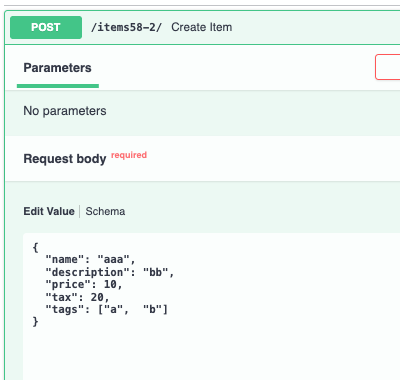 POST /items58-2/ Create Item
Parameters
No parameters
Request body required
Edit Value Schema
{
  "name": "aaa",
  "description": "bb",
  "price": 10,
  "tax": 20,
  "tags": ["a",  "b"]
}